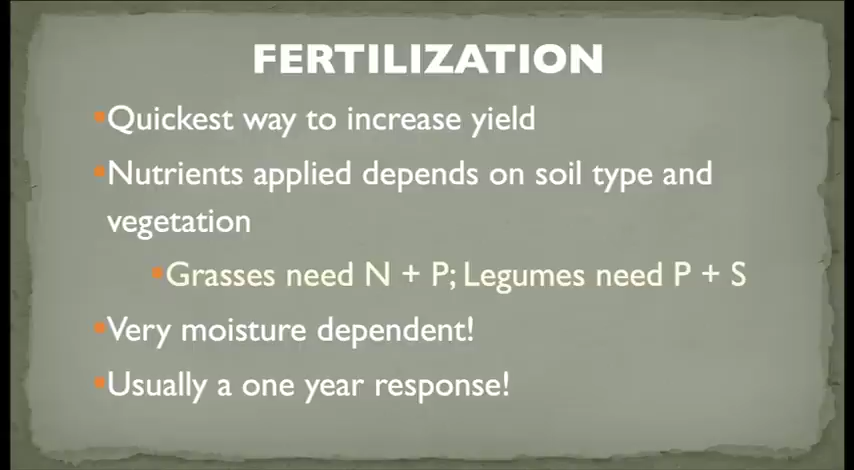 FERTILIZATION
•Quickest way to increase yield
•Nutrients applied depends on soil type and
vegetation
•Grasses need N + P; Legumes need P + S
•Very moisture dependent!
•Usually a one year response!